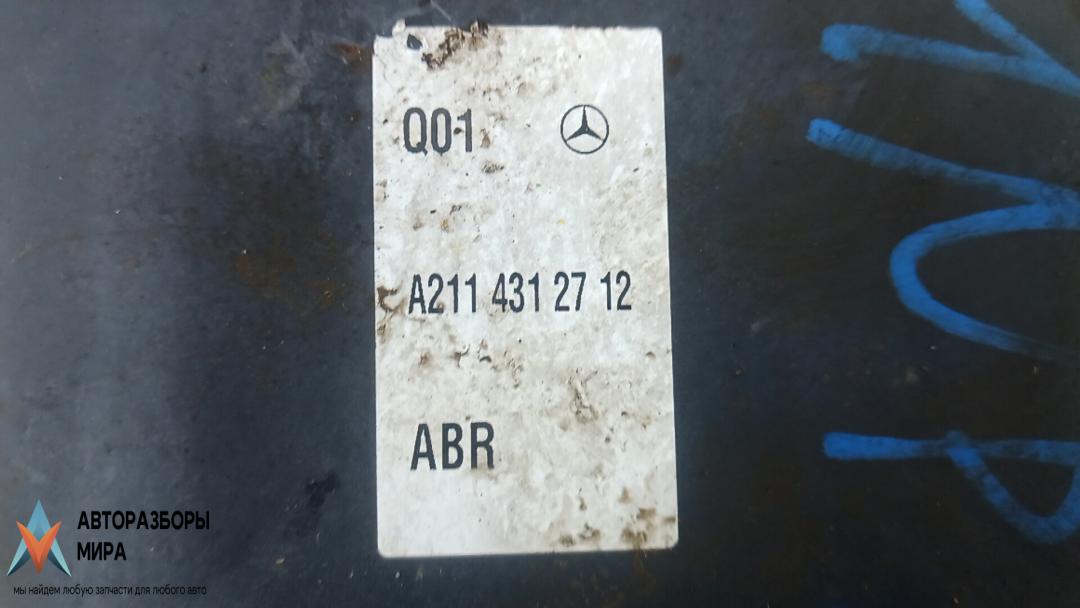 Q01
A211 431 27 12
ABR
АВТОРАЗБОРЫ
МИРА
мы найдем любую запчасти для любого авто